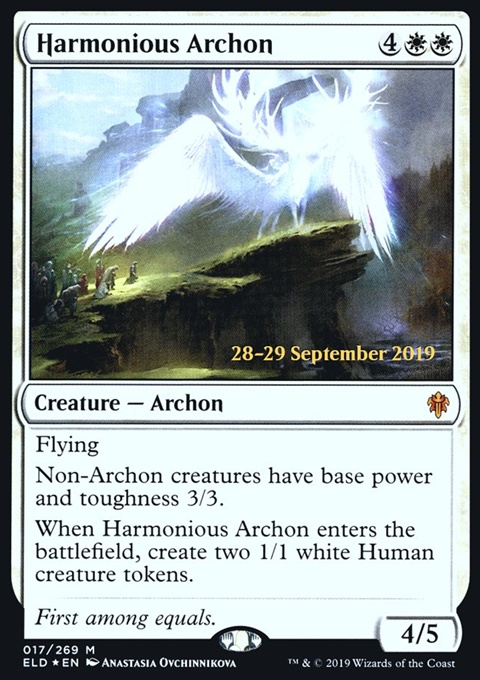 Harmonious Archon 4
28–29 September 2019
Creature — Archon
Flying
Non-Archon creatures have base power
and toughness 3/3.
When Harmonious Archon enters the
battlefield, create two 1/1 white Human
creature tokens.
First among equals.
4/5
017/269 M
ELD ★ EN Anastasia Ovchinnikova
™ & © 2019 Wizards of the Coast